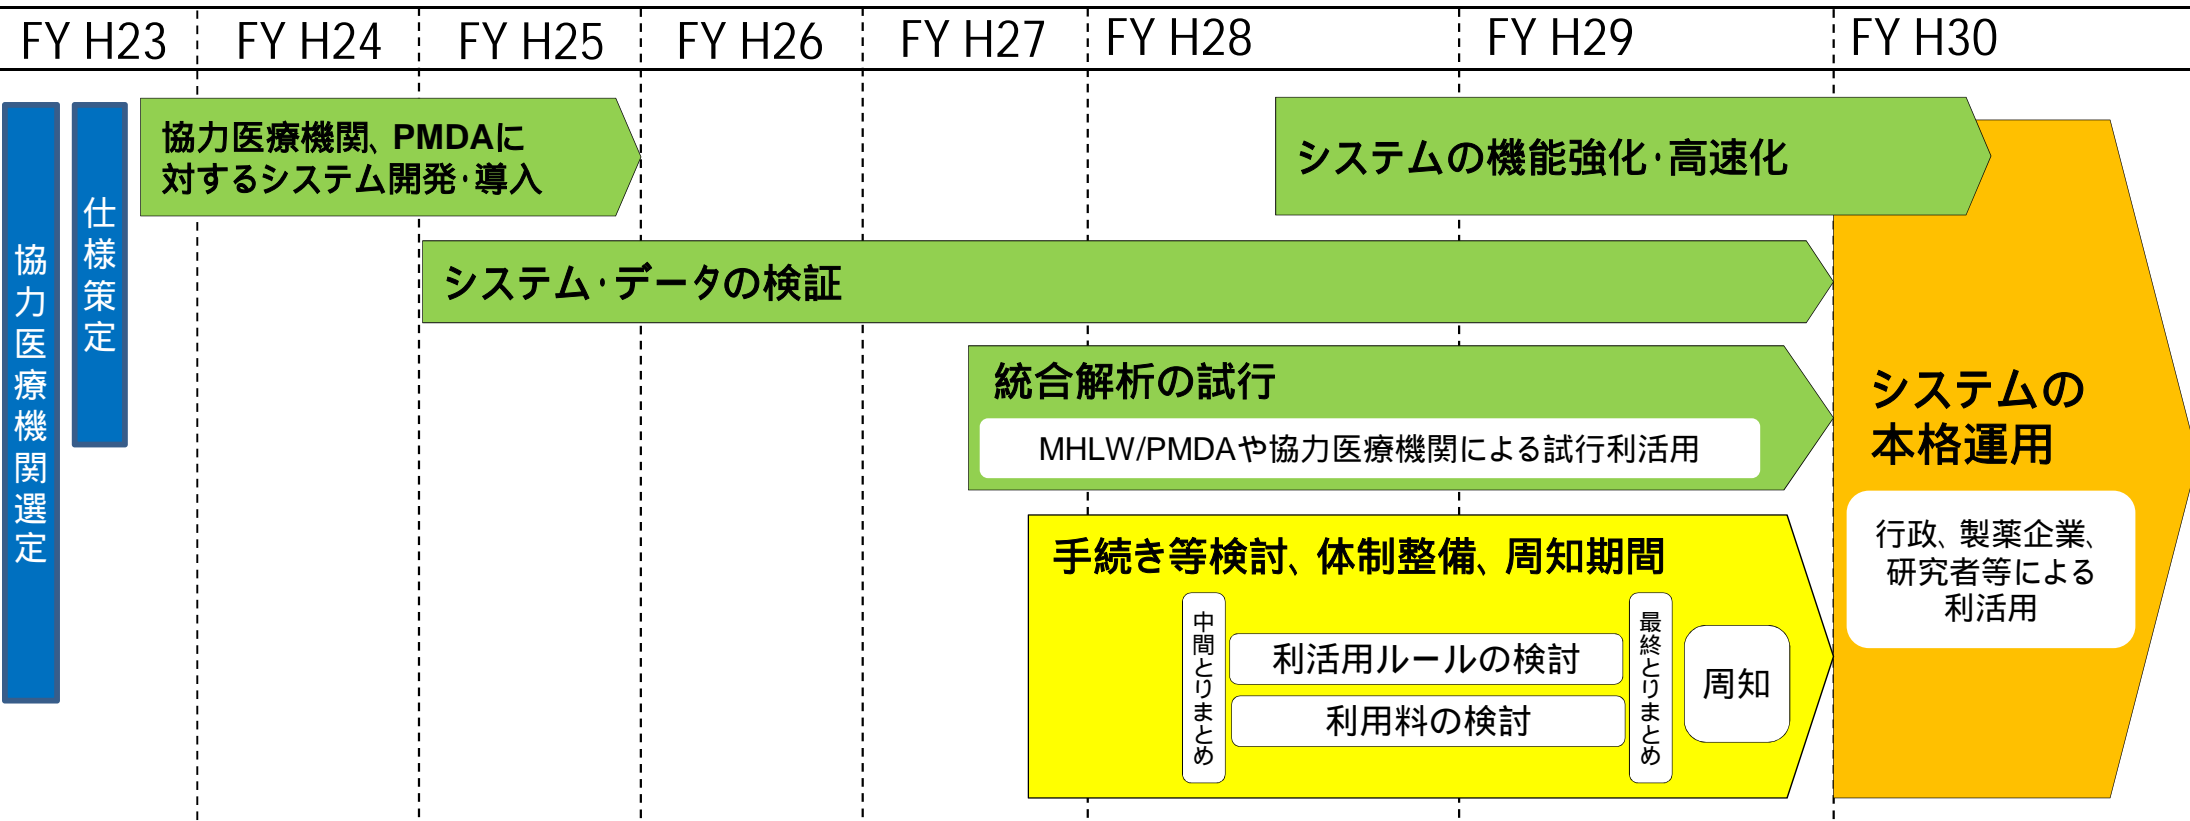 FY H23
FY H24
FY H25
FY H26
FY H27
FY H28
FY H29
FY H30
協力医療機関選定
仕様策定
協力医療機関、PMDAに
対するシステム開発・導入
システムの機能強化・高速化
システム・データの検証
統合解析の試行
MHLW/PMDAや協力医療機関による試行利活用
手続き等検討、体制整備、周知期間
中間とりまとめ
利活用ルールの検討
利用料の検討
最終とりまとめ
周知
システムの
本格運用
行政、製薬企業、
研究者等による
利活用